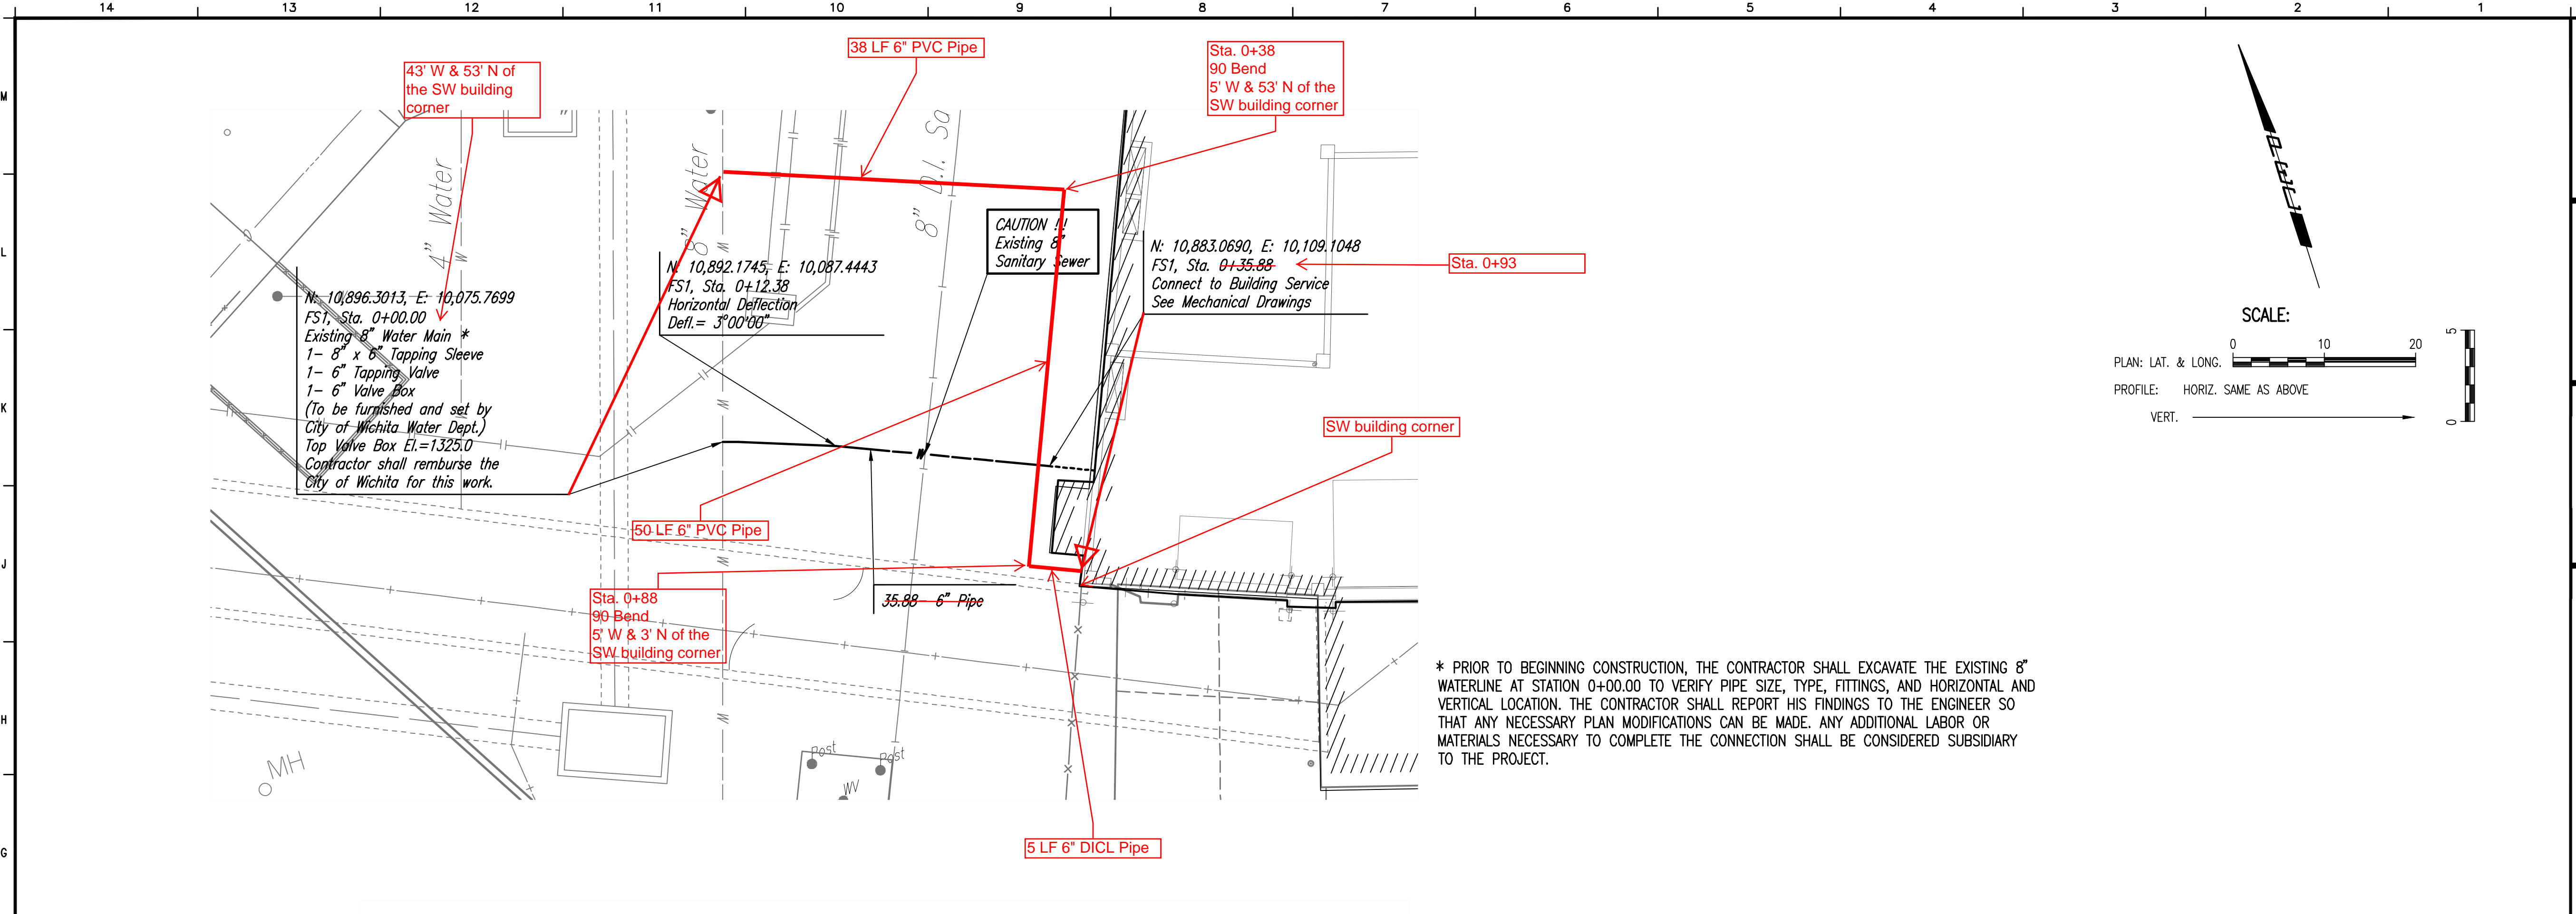 14 13 12 11 10 9 8 7 6 5 4 3 2 1
M
L
K
J
H
G
43' W & 53' N of
the SW building
corner
38 LF 6" PVC Pipe
Sta. 0+38
90 Bend
5' W & 53' N of the
SW building corner
4" Water
8" Water
8" D.I. Sa
CAUTION !!!
Existing 8"
Sanitary Sewer
N: 10,892.1745, E: 10,087.4443
FS1, Sta. 0+12.38
Horizontal Deflection
Defl.= 3°00'00"
N: 10,883.0690, E: 10,109.1048
FS1, Sta. 0+35.88
Connect to Building Service
See Mechanical Drawings
Sta. 0+93
N: 10,896.3013, E: 10,075.7699
FS1, Sta. 0+00.00
Existing 8" Water Main *
1- 8" x 6" Tapping Sleeve
1- 6" Tapping Valve
1- 6" Valve Box
(To be furnished and set by
City of Wichita Water Dept.)
Top Valve Box El.=1325.0
Contractor shall remburse the
City of Wichita for this work.
SW building corner
50 LF 6" PVC Pipe
35.88 6" Pipe
Sta. 0+88
90 Bend
5' W & 3' N of the
SW building corner
5 LF 6" DICL Pipe
MH
Post
Post
WV
W
W
W
W
W
SCALE:
0 10 20
PLAN: LAT. & LONG.
PROFILE: HORIZ. SAME AS ABOVE
VERT.
5
0
* PRIOR TO BEGINNING CONSTRUCTION, THE CONTRACTOR SHALL EXCAVATE THE EXISTING 8"
WATERLINE AT STATION 0+00.00 TO VERIFY PIPE SIZE, TYPE, FITTINGS, AND HORIZONTAL AND
VERTICAL LOCATION. THE CONTRACTOR SHALL REPORT HIS FINDINGS TO THE ENGINEER SO
THAT ANY NECESSARY PLAN MODIFICATIONS CAN BE MADE. ANY ADDITIONAL LABOR OR
MATERIALS NECESSARY TO COMPLETE THE CONNECTION SHALL BE CONSIDERED SUBSIDIARY
TO THE PROJECT.